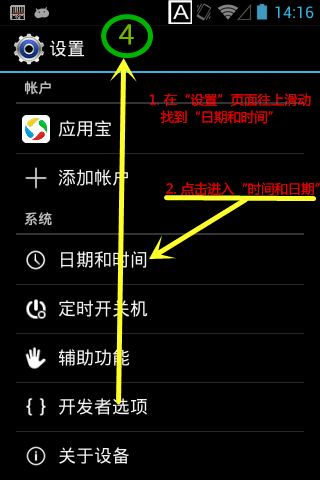 A 14:16
设置
4
帐户
1. 在“设置”页面往上滑动
找到“日期和时间”
应用宝
添加帐户
2. 点击进入“时间和日期”
系统
日期和时间
定时开关机
辅助功能
{ } 开发者选项
关于设备